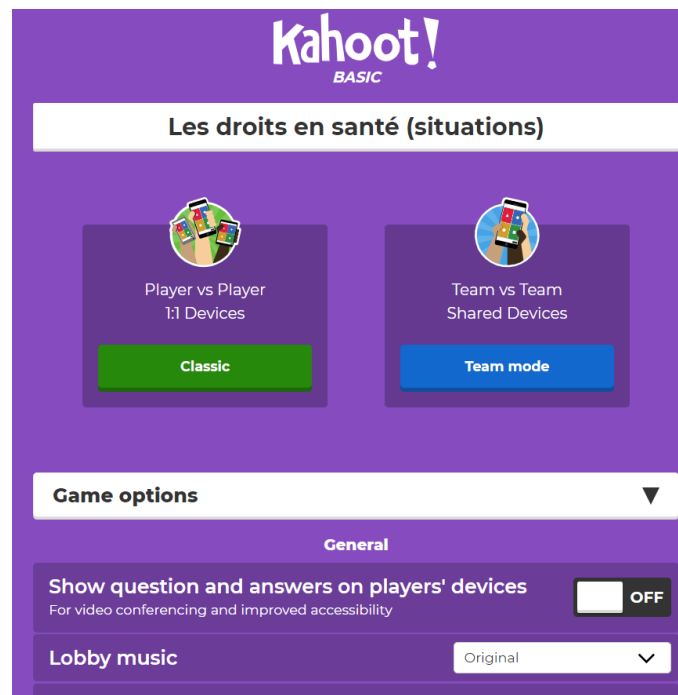 Kahoot!
BASIC
Les droits en santé (situations)
Player vs Player
1:1 Devices
Classic
Team vs Team
Shared Devices
Team mode
Game options
General
Show question and answers on players' devices
For video conferencing and improved accessibility
OFF
Lobby music
Original